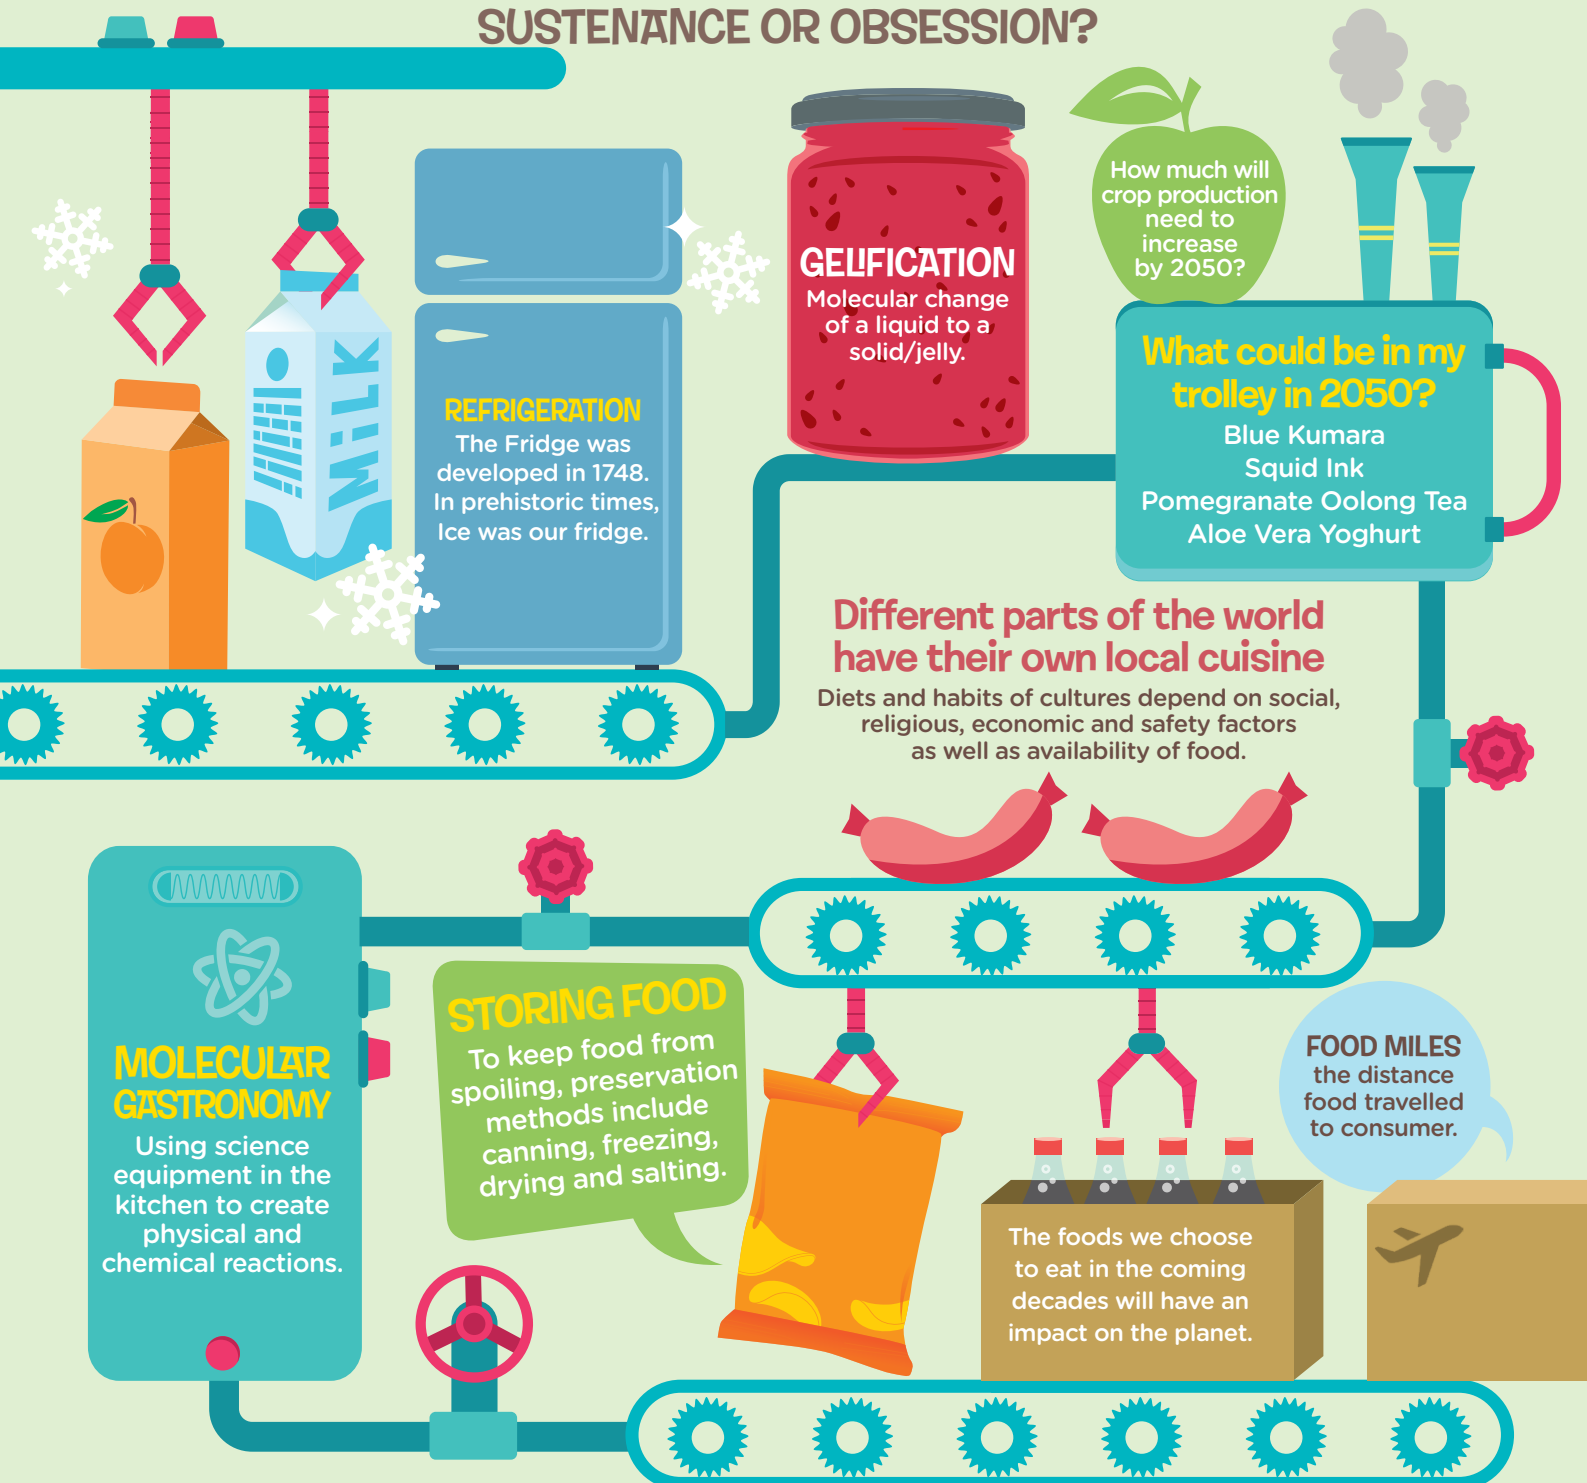 SUSTENANCE OR OBSESSION?
MiLK
REFRIGERATION
The Fridge was
developed in 1748.
In prehistoric times,
Ice was our fridge.
GELIFICATION
Molecular change
of a liquid to a
solid/jelly.
How much will
crop production
need to
increase
by 2050?
What could be in my
trolley in 2050?
Blue Kumara
Squid Ink
Pomegranate Oolong Tea
Aloe Vera Yoghurt
Different parts of the world
have their own local cuisine
Diets and habits of cultures depend on social,
religious, economic and safety factors
as well as availability of food.
MOLECULAR
GASTRONOMY
Using science
equipment in the
kitchen to create
physical and
chemical reactions.
STORING FOOD
To keep food from
spoiling, preservation
methods include
canning, freezing,
drying and salting.
FOOD MILES
the distance
food travelled
to consumer.
The foods we choose
to eat in the coming
decades will have an
impact on the planet.